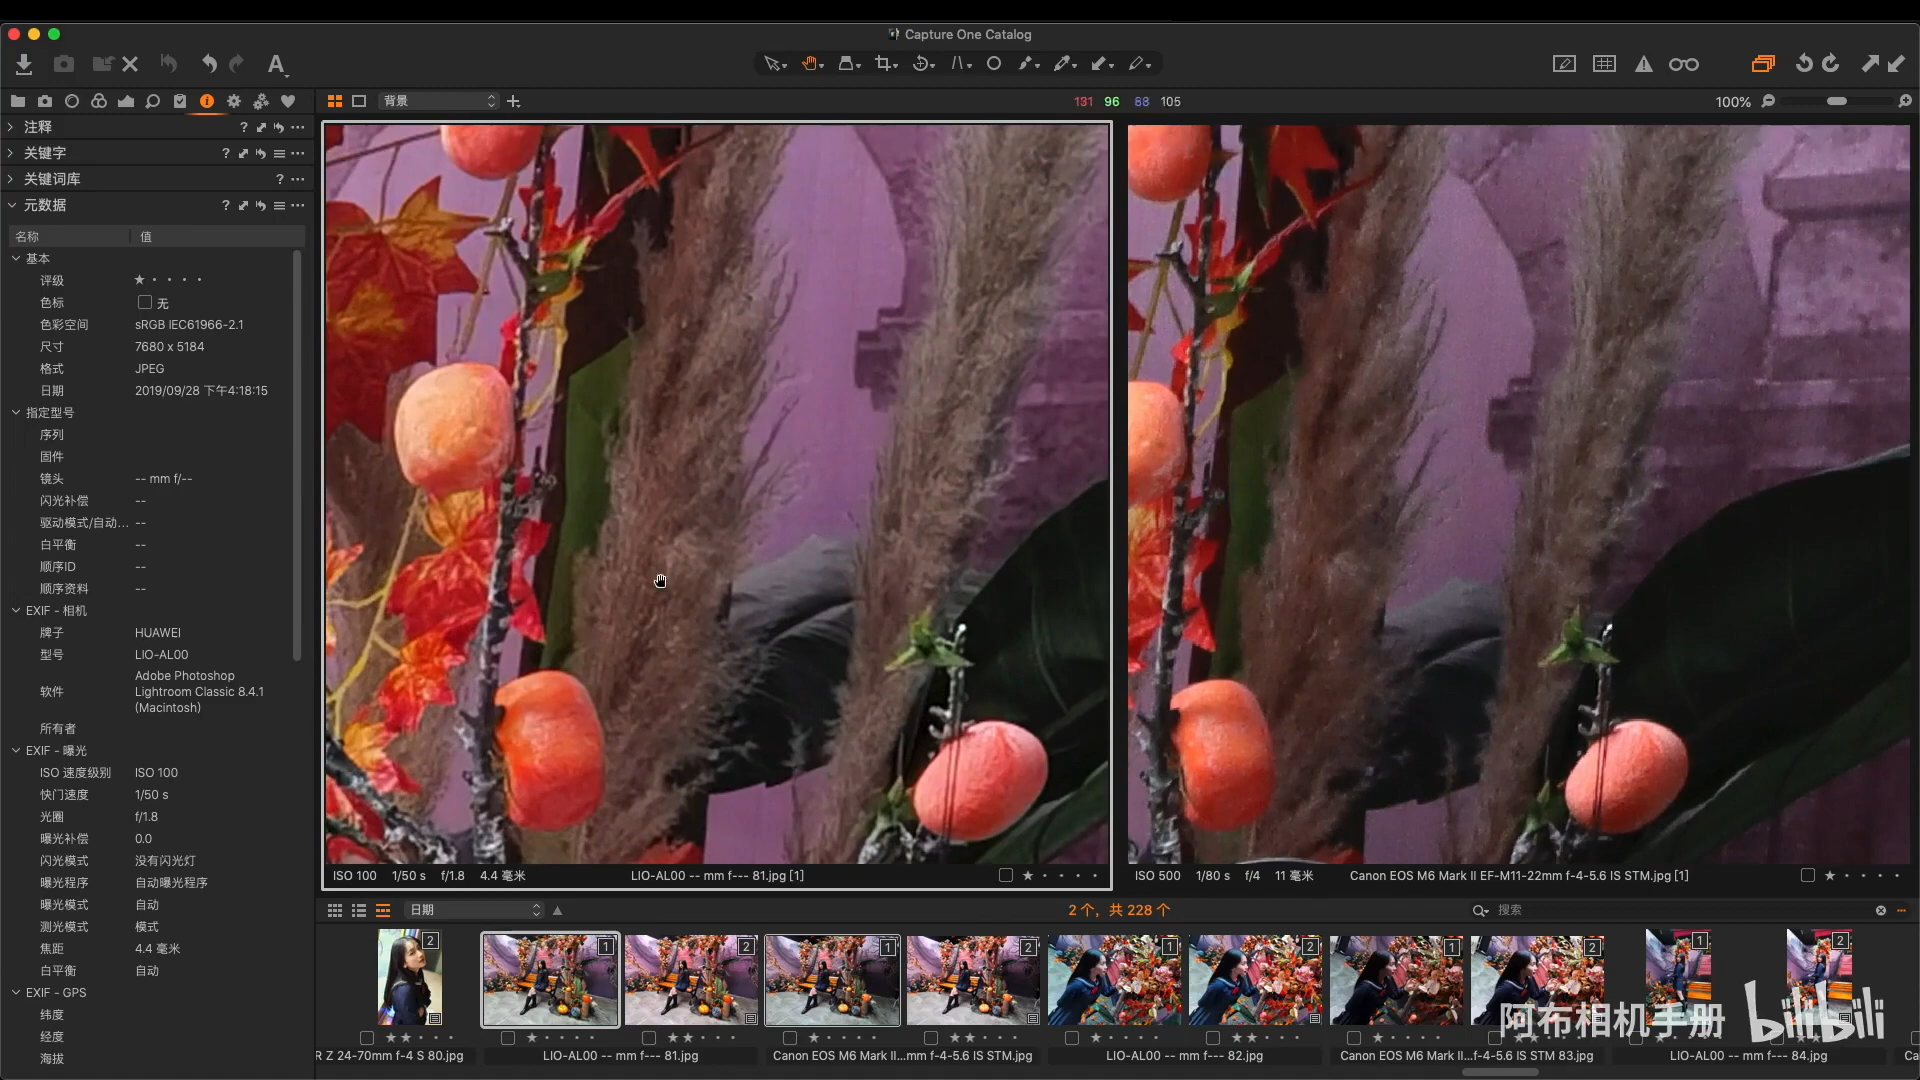 Capture One Catalog
背景
131 96 88 105
100%
注释
关键字
关键词库
元数据
名称 值
基本
评级
色标 无
色彩空间 sRGB IEC61966-2.1
尺寸 7680 x 5184
格式 JPEG
日期 2019/09/28 下午4:18:15
指定型号
序列
固件
镜头 -- mm f/--
闪光补偿 --
驱动模式/自动... --
白平衡 --
顺序ID --
顺序资料 --
EXIF - 相机
牌子 HUAWEI
型号 LIO-AL00
软件 Adobe Photoshop
Lightroom Classic 8.4.1
(Macintosh)
所有者
EXIF - 曝光
ISO 速度级别 ISO 100
快门速度 1/50 s
光圈 f/1.8
曝光补偿 0.0
闪光模式 没有闪光灯
曝光程序 自动曝光程序
曝光模式 自动
测光模式 模式
焦距 4.4 毫米
白平衡 自动
EXIF - GPS
纬度
经度
海拔
ISO 100 1/50 s f/1.8 4.4 毫米 LIO-AL00 -- mm f--- 81.jpg [1]
ISO 500 1/80 s f/4 11 毫米 Canon EOS M6 Mark II EF-M11-22mm f-4-5.6 IS STM.jpg [1]
日期
2 个，共 228 个
搜索
2 1 2 1 2 1 2 1 2 1 2
阿布相机手册 bilibili
R Z 24-70mm f-4 S 80.jpg
LIO-AL00 -- mm f--- 81.jpg
Canon EOS M6 Mark II...mm f-4-5.6 IS STM.jpg
LIO-AL00 -- mm f--- 82.jpg
Canon EOS M6 Mark II...f-4-5.6 IS STM 83.jpg
LIO-AL00 -- mm f--- 84.jpg
Ca